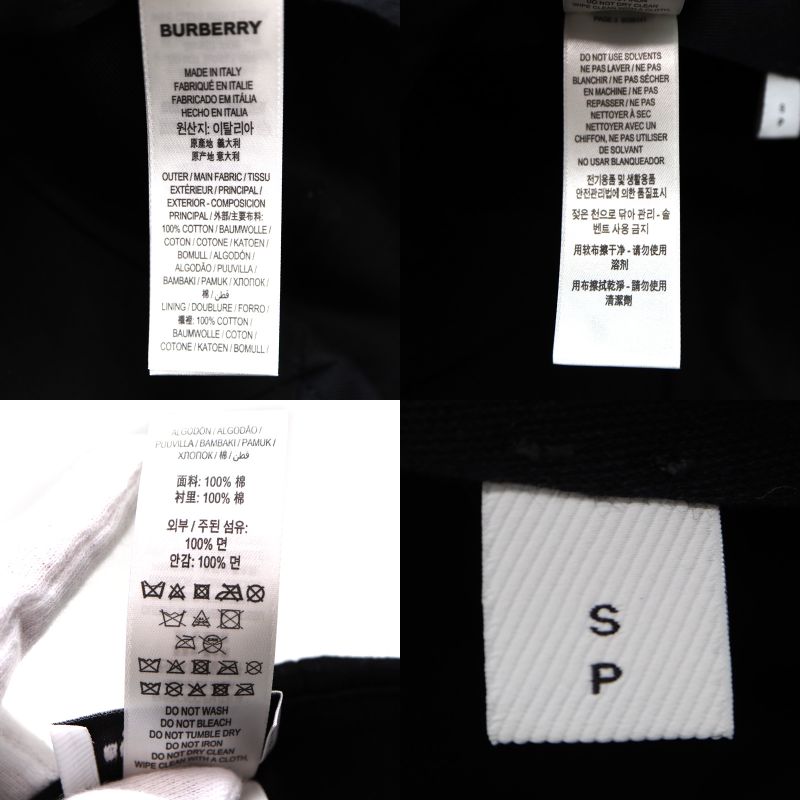 BURBERRY
MADE IN ITALY
FABRIQUÉ EN ITALIE
FABRICADO EM ITÁLIA
HECHO EN ITALIA
원산지: 이탈리아
原產地 義大利
原产地 意大利
OUTER / MAIN FABRIC / TISSU
EXTÉRIEUR / PRINCIPAL /
EXTERIOR - COMPOSICION
PRINCIPAL / 外部/主要布料:
100% COTTON / BAUMWOLLE /
COTON / COTONE / KATOEN /
BOMULL / ALGODÓN /
ALGODÃO / PUUVILLA /
BAMBAKI / PAMUK / ХЛОПОК /
棉 / قطن /
LINING / DOUBLURE / FORRO /
襯裡: 100% COTTON /
BAUMWOLLE / COTON /
COTONE / KATOEN / BOMULL /
DO NOT DRY CLEAN
WIPE CLEAN WITH A CLOTH,
DO NOT USE SOLVENTS
NE PAS LAVER / NE PAS
BLANCHIR / NE PAS SÉCHER
EN MACHINE / NE PAS
REPASSER / NE PAS
NETTOYER À SEC
NETTOYER AVEC UN
CHIFFON, NE PAS UTILISER
DE SOLVANT
NO USAR BLANQUEADOR
전기용품 및 생활용품
안전관리법에 의한 품질표시
젖은 천으로 닦아 관리 - 솔
벤트 사용 금지
用软布擦干净 - 请勿使用
溶剂
用布擦拭乾淨 - 請勿使用
清潔劑
ALGODÓN / ALGODÃO /
PUUVILLA / BAMBAKI / PAMUK /
ХЛОПОК / 棉 / قطن /
面料: 100% 棉
衬里: 100% 棉
외부 / 주된 섬유:
100% 면
안감: 100% 면
DO NOT WASH
DO NOT BLEACH
DO NOT TUMBLE DRY
DO NOT IRON
DO NOT DRY CLEAN
WIPE CLEAN WITH A CLOTH,
S
P